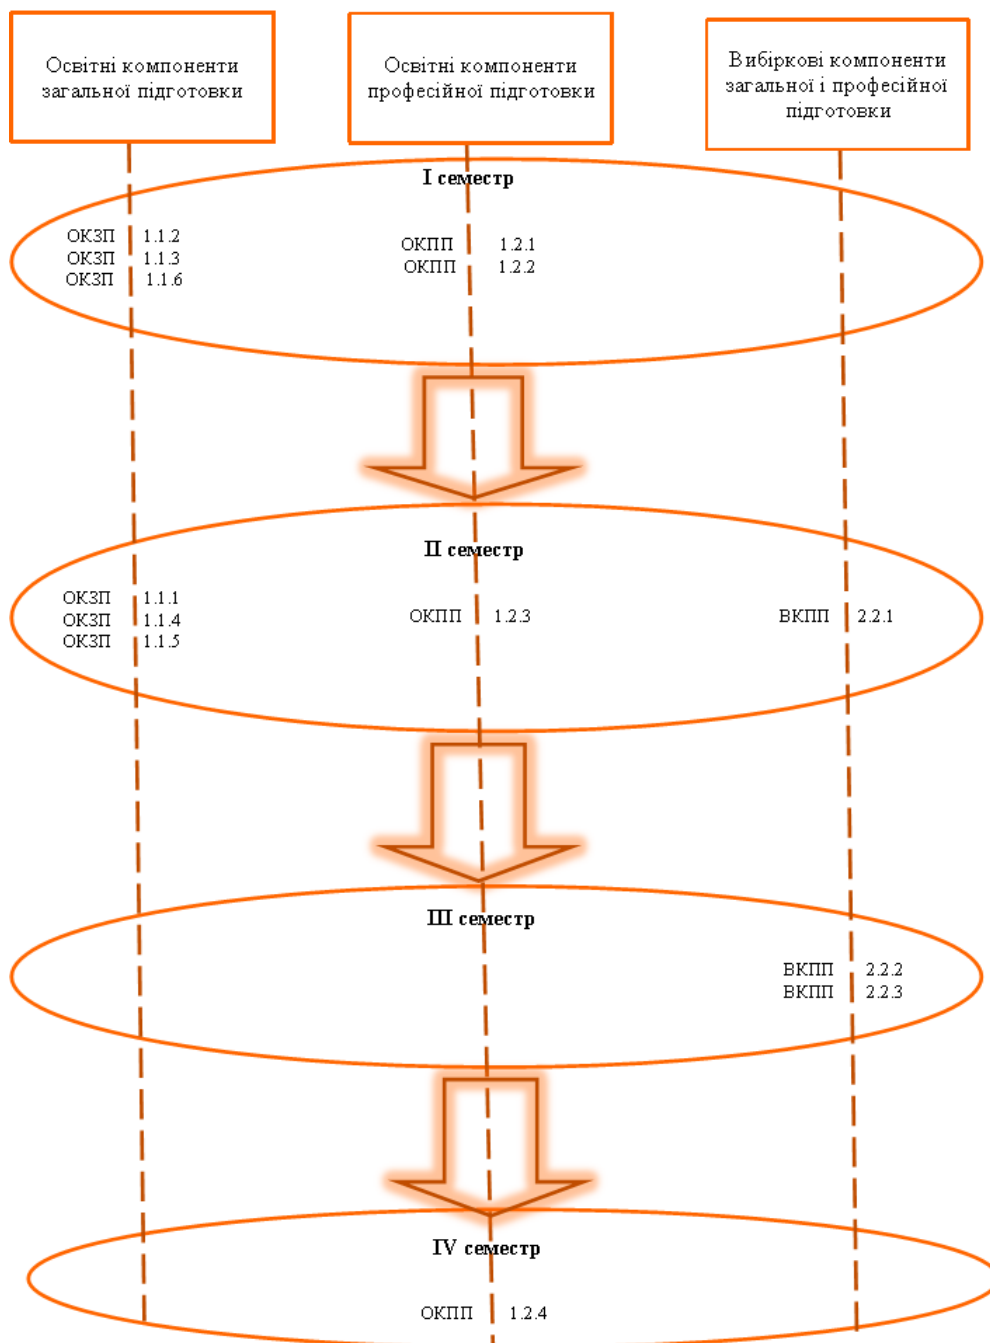 Освітні компоненти
загальної підготовки
Освітні компоненти
професійної підготовки
Вибіркові компоненти
загальної і професійної
підготовки
I семестр
ОКЗП 1.1.2
ОКЗП 1.1.3
ОКЗП 1.1.6
ОКПП 1.2.1
ОКПП 1.2.2
II семестр
ОКЗП 1.1.1
ОКЗП 1.1.4
ОКЗП 1.1.5
ОКПП 1.2.3
ВКПП 2.2.1
III семестр
ВКПП 2.2.2
ВКПП 2.2.3
IV семестр
ОКПП 1.2.4